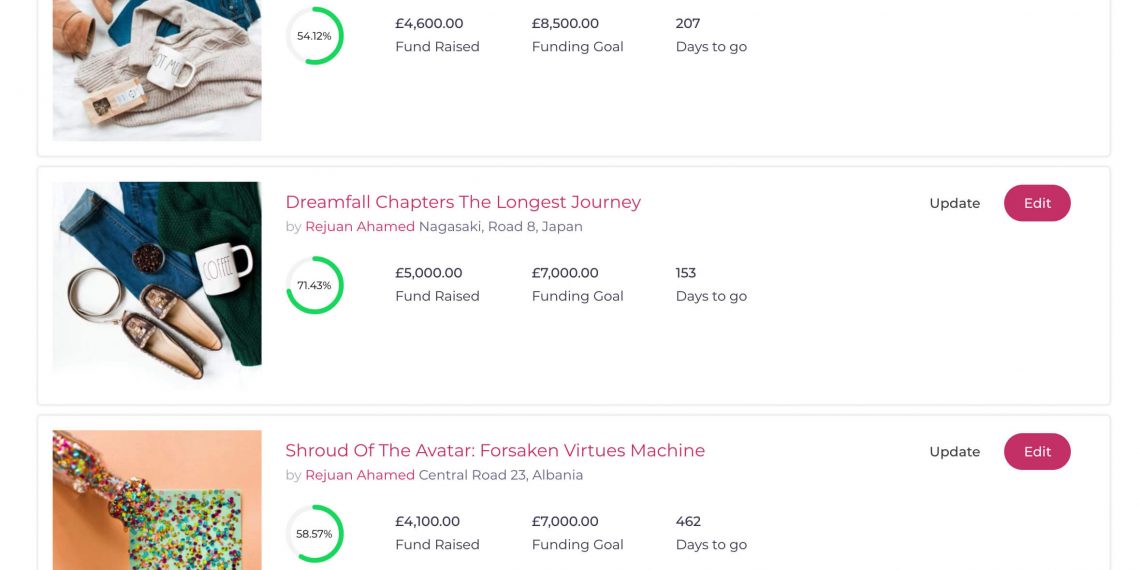 54.12%
£4,600.00
£8,500.00
207
Fund Raised
Funding Goal
Days to go
Dreamfall Chapters The Longest Journey
Update
Edit
by Rejuan Ahamed Nagasaki, Road 8, Japan
COFFEE
71.43%
£5,000.00
£7,000.00
153
Fund Raised
Funding Goal
Days to go
Shroud Of The Avatar: Forsaken Virtues Machine
Update
Edit
by Rejuan Ahamed Central Road 23, Albania
58.57%
£4,100.00
£7,000.00
462
Fund Raised
Funding Goal
Days to go